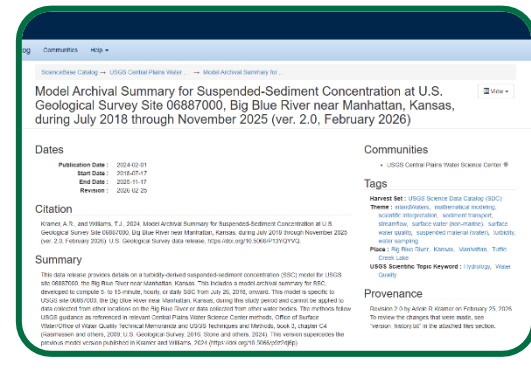 og Communities Help
ScienceBase Catalog → USGS Central Plains Water ... → Model Archival Summary for ...
Model Archival Summary for Suspended-Sediment Concentration at U.S.
Geological Survey Site 06887000, Big Blue River near Manhattan, Kansas,
during July 2018 through November 2025 (ver. 2.0, February 2026)
View
Dates
Publication Date : 2024-02-01
Start Date : 2018-07-17
End Date : 2025-11-17
Revision : 2026-02-25
Citation
Kramer, A.R., and Williams, T.J., 2024, Model Archival Summary for Suspended-Sediment Concentration at U.S.
Geological Survey Site 06887000, Big Blue River near Manhattan, Kansas, during July 2018 through November 2025
(ver. 2.0, February 2026): U.S. Geological Survey data release, https://doi.org/10.5066/P13YQYVQ.
Summary
This data release provides details on a turbidity-derived suspended-sediment concentration (SSC) model for USGS
site 06887000, the Big Blue River near Manhattan, Kansas. This includes a model archival summary for SSC,
developed to compute 5- to 15-minute, hourly, or daily SSC from July 20, 2018, onward. This model is specific to
USGS site 06887000, the Big Blue River near Manhattan, Kansas, during this study period and cannot be applied to
data collected from other locations on the Big Blue River or data collected from other water bodies. The methods follow
USGS guidance as referenced in relevant Central Plains Water Science Center methods, Office of Surface
Water/Office of Water Quality Technical Memoranda and USGS Techniques and Methods, book 3, chapter C4
(Rasmussen and others, 2009; U.S. Geological Survey, 2016; Stone and others, 2024). This version supercedes the
previous model version published in Kramer and Williams, 2024
Communities
USGS Central Plains Water Science Center
Tags
Harvest Set : USGS Science Data Catalog (SDC)
Theme : InlandWaters, mathematical modeling,
scientific interpretation, sediment transport,
streamflow, surface water (non-marine), surface
water quality, suspended material (water), turbidity,
water sampling
Place : Big Blue River, Kansas, Manhattan, Tuttle
Creek Lake
USGS Scientific Topic Keyword : Hydrology, Water
Quality
Provenance
Revision 2.0 by Ariele R Kramer on February 25, 2026.
To review the changes that were made, see
"version_history.txt" in the attached files section.